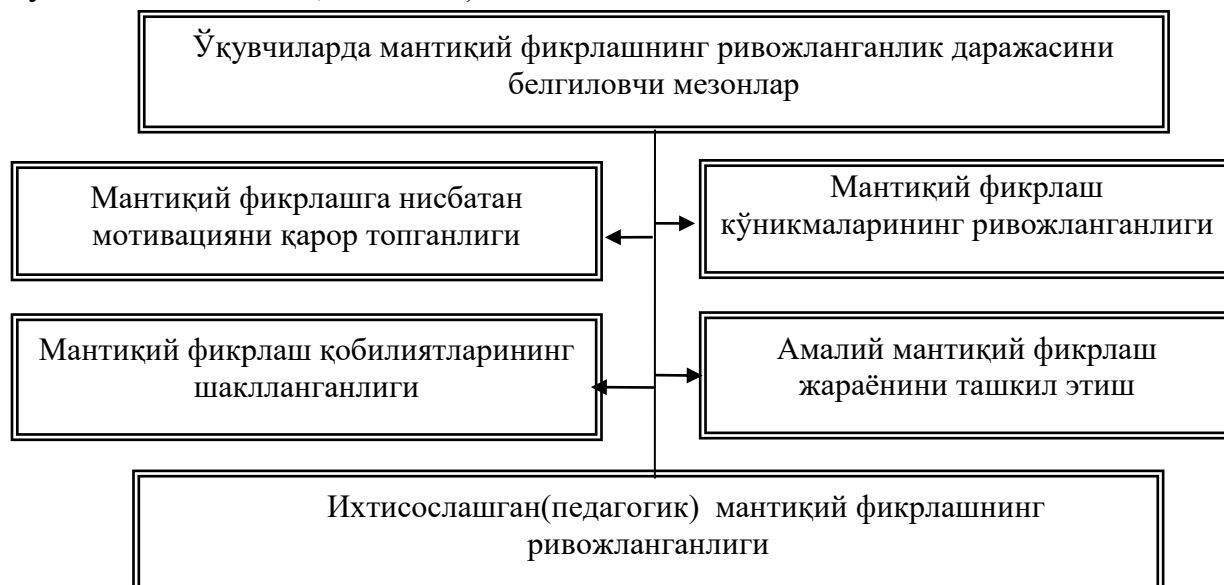 Ўқувчиларда мантиқий фикрлашнинг ривожланганлик даражасини
белгиловчи мезонлар
Мантиқий фикрлашга нисбатан
мотивацияни қарор топганлиги
Мантиқий фикрлаш
кўникмаларининг ривожланганлиги
Мантиқий фикрлаш қобилиятларининг
шаклланганлиги
Амалий мантиқий фикрлаш
жараёнини ташкил этиш
Ихтисослашган(педагогик) мантиқий фикрлашнинг
ривожланганлиги